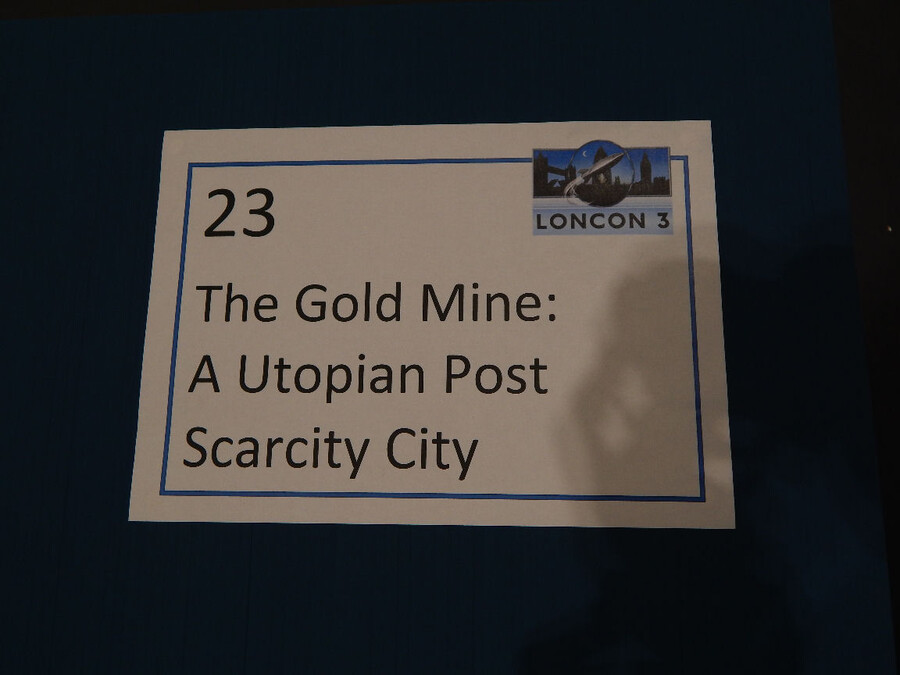 23
LONCON 3
The Gold Mine:
A Utopian Post
Scarcity City